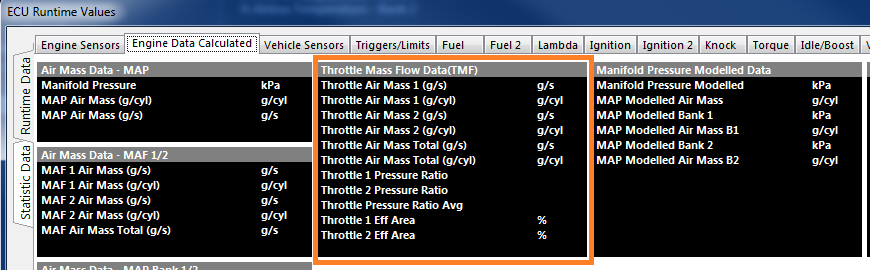 ECU Runtime Values
Engine Sensors Engine Data Calculated Vehicle Sensors Triggers/Limits Fuel Fuel 2 Lambda Ignition Ignition 2 Knock Torque Idle/Boost
Runtime Data
Statistic Data
Air Mass Data - MAP
Manifold Pressure kPa
MAP Air Mass (g/cyl) g/cyl
MAP Air Mass (g/s) g/s
Air Mass Data - MAF 1/2
MAF 1 Air Mass (g/s) g/s
MAF 1 Air Mass (g/cyl) g/cyl
MAF 2 Air Mass (g/s) g/s
MAF 2 Air Mass (g/cyl) g/cyl
MAF Air Mass Total (g/s) g/s
Air Mass Data - MAP Bank 1/2
Throttle Mass Flow Data(TMF)
Throttle Air Mass 1 (g/s) g/s
Throttle Air Mass 1 (g/cyl) g/cyl
Throttle Air Mass 2 (g/s) g/s
Throttle Air Mass 2 (g/cyl) g/cyl
Throttle Air Mass Total (g/s) g/s
Throttle Air Mass Total (g/cyl) g/cyl
Throttle 1 Pressure Ratio
Throttle 2 Pressure Ratio
Throttle Pressure Ratio Avg
Throttle 1 Eff Area %
Throttle 2 Eff Area %
Manifold Pressure Modelled Data
Manifold Pressure Modelled kPa
MAP Modelled Air Mass g/cyl
MAP Modelled Bank 1 kPa
MAP Modelled Air Mass B1 g/cyl
MAP Modelled Bank 2 kPa
MAP Modelled Air Mass B2 g/cyl